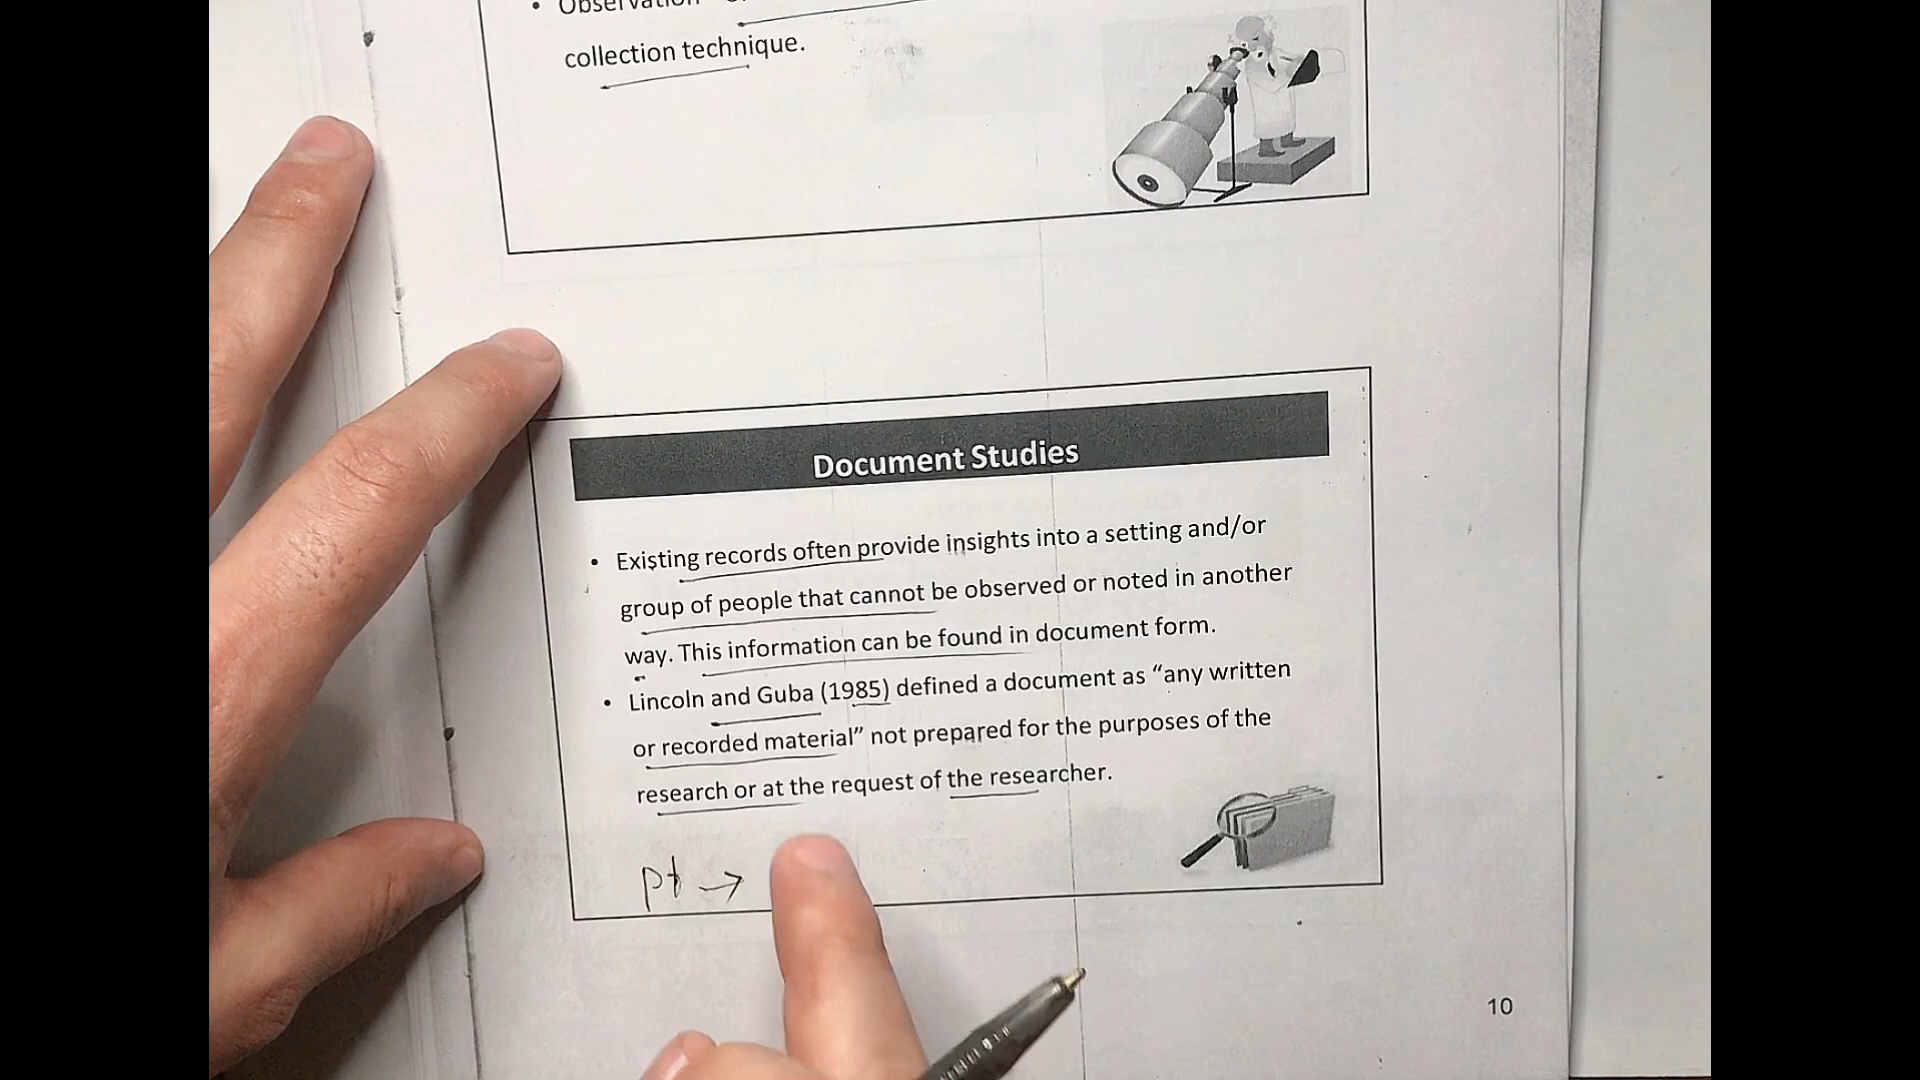 • Observation
collection technique.
Document Studies
• Existing records often provide insights into a setting and/or
group of people that cannot be observed or noted in another
way. This information can be found in document form.
• Lincoln and Guba (1985) defined a document as “any written
or recorded material” not prepared for the purposes of the
research or at the request of the researcher.
pt →
10